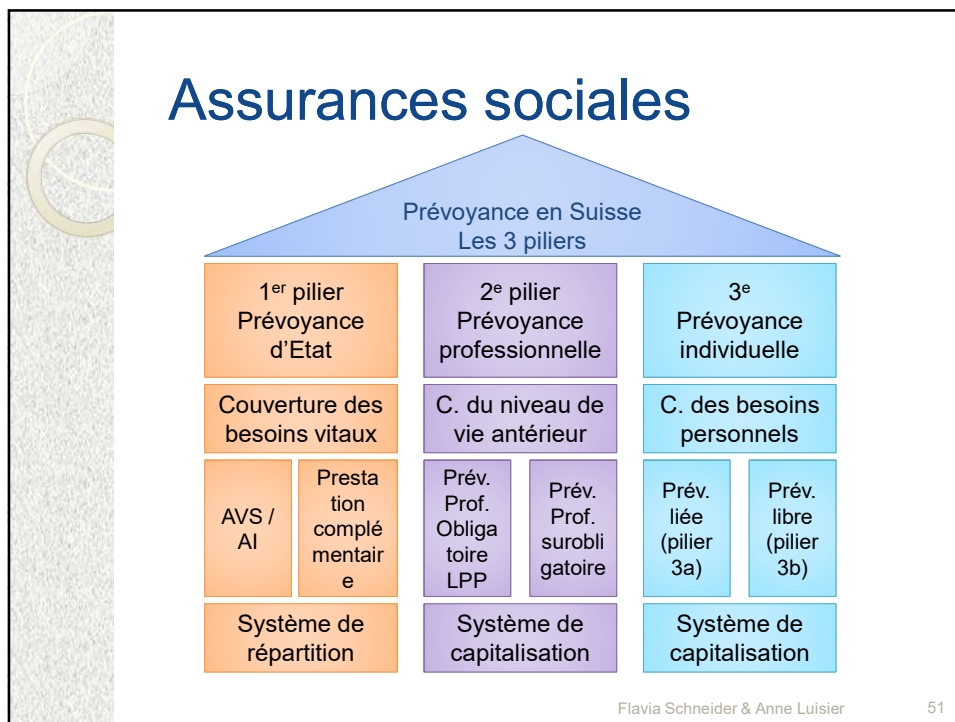 Assurances sociales
Prévoyance en Suisse
Les 3 piliers
1er pilier
Prévoyance
d'Etat
2e pilier
Prévoyance
professionnelle
3e
Prévoyance
individuelle
Couverture des
besoins vitaux
C. du niveau de
vie antérieur
C. des besoins
personnels
AVS /
AI
Presta
tion
complé
mentair
e
Prév.
Prof.
Obliga
toire
LPP
Prév.
Prof.
surobli
gatoire
Prév.
liée
(pilier
3a)
Prév.
libre
(pilier
3b)
Système de
répartition
Système de
capitalisation
Système de
capitalisation
Flavia Schneider & Anne Luisier
51